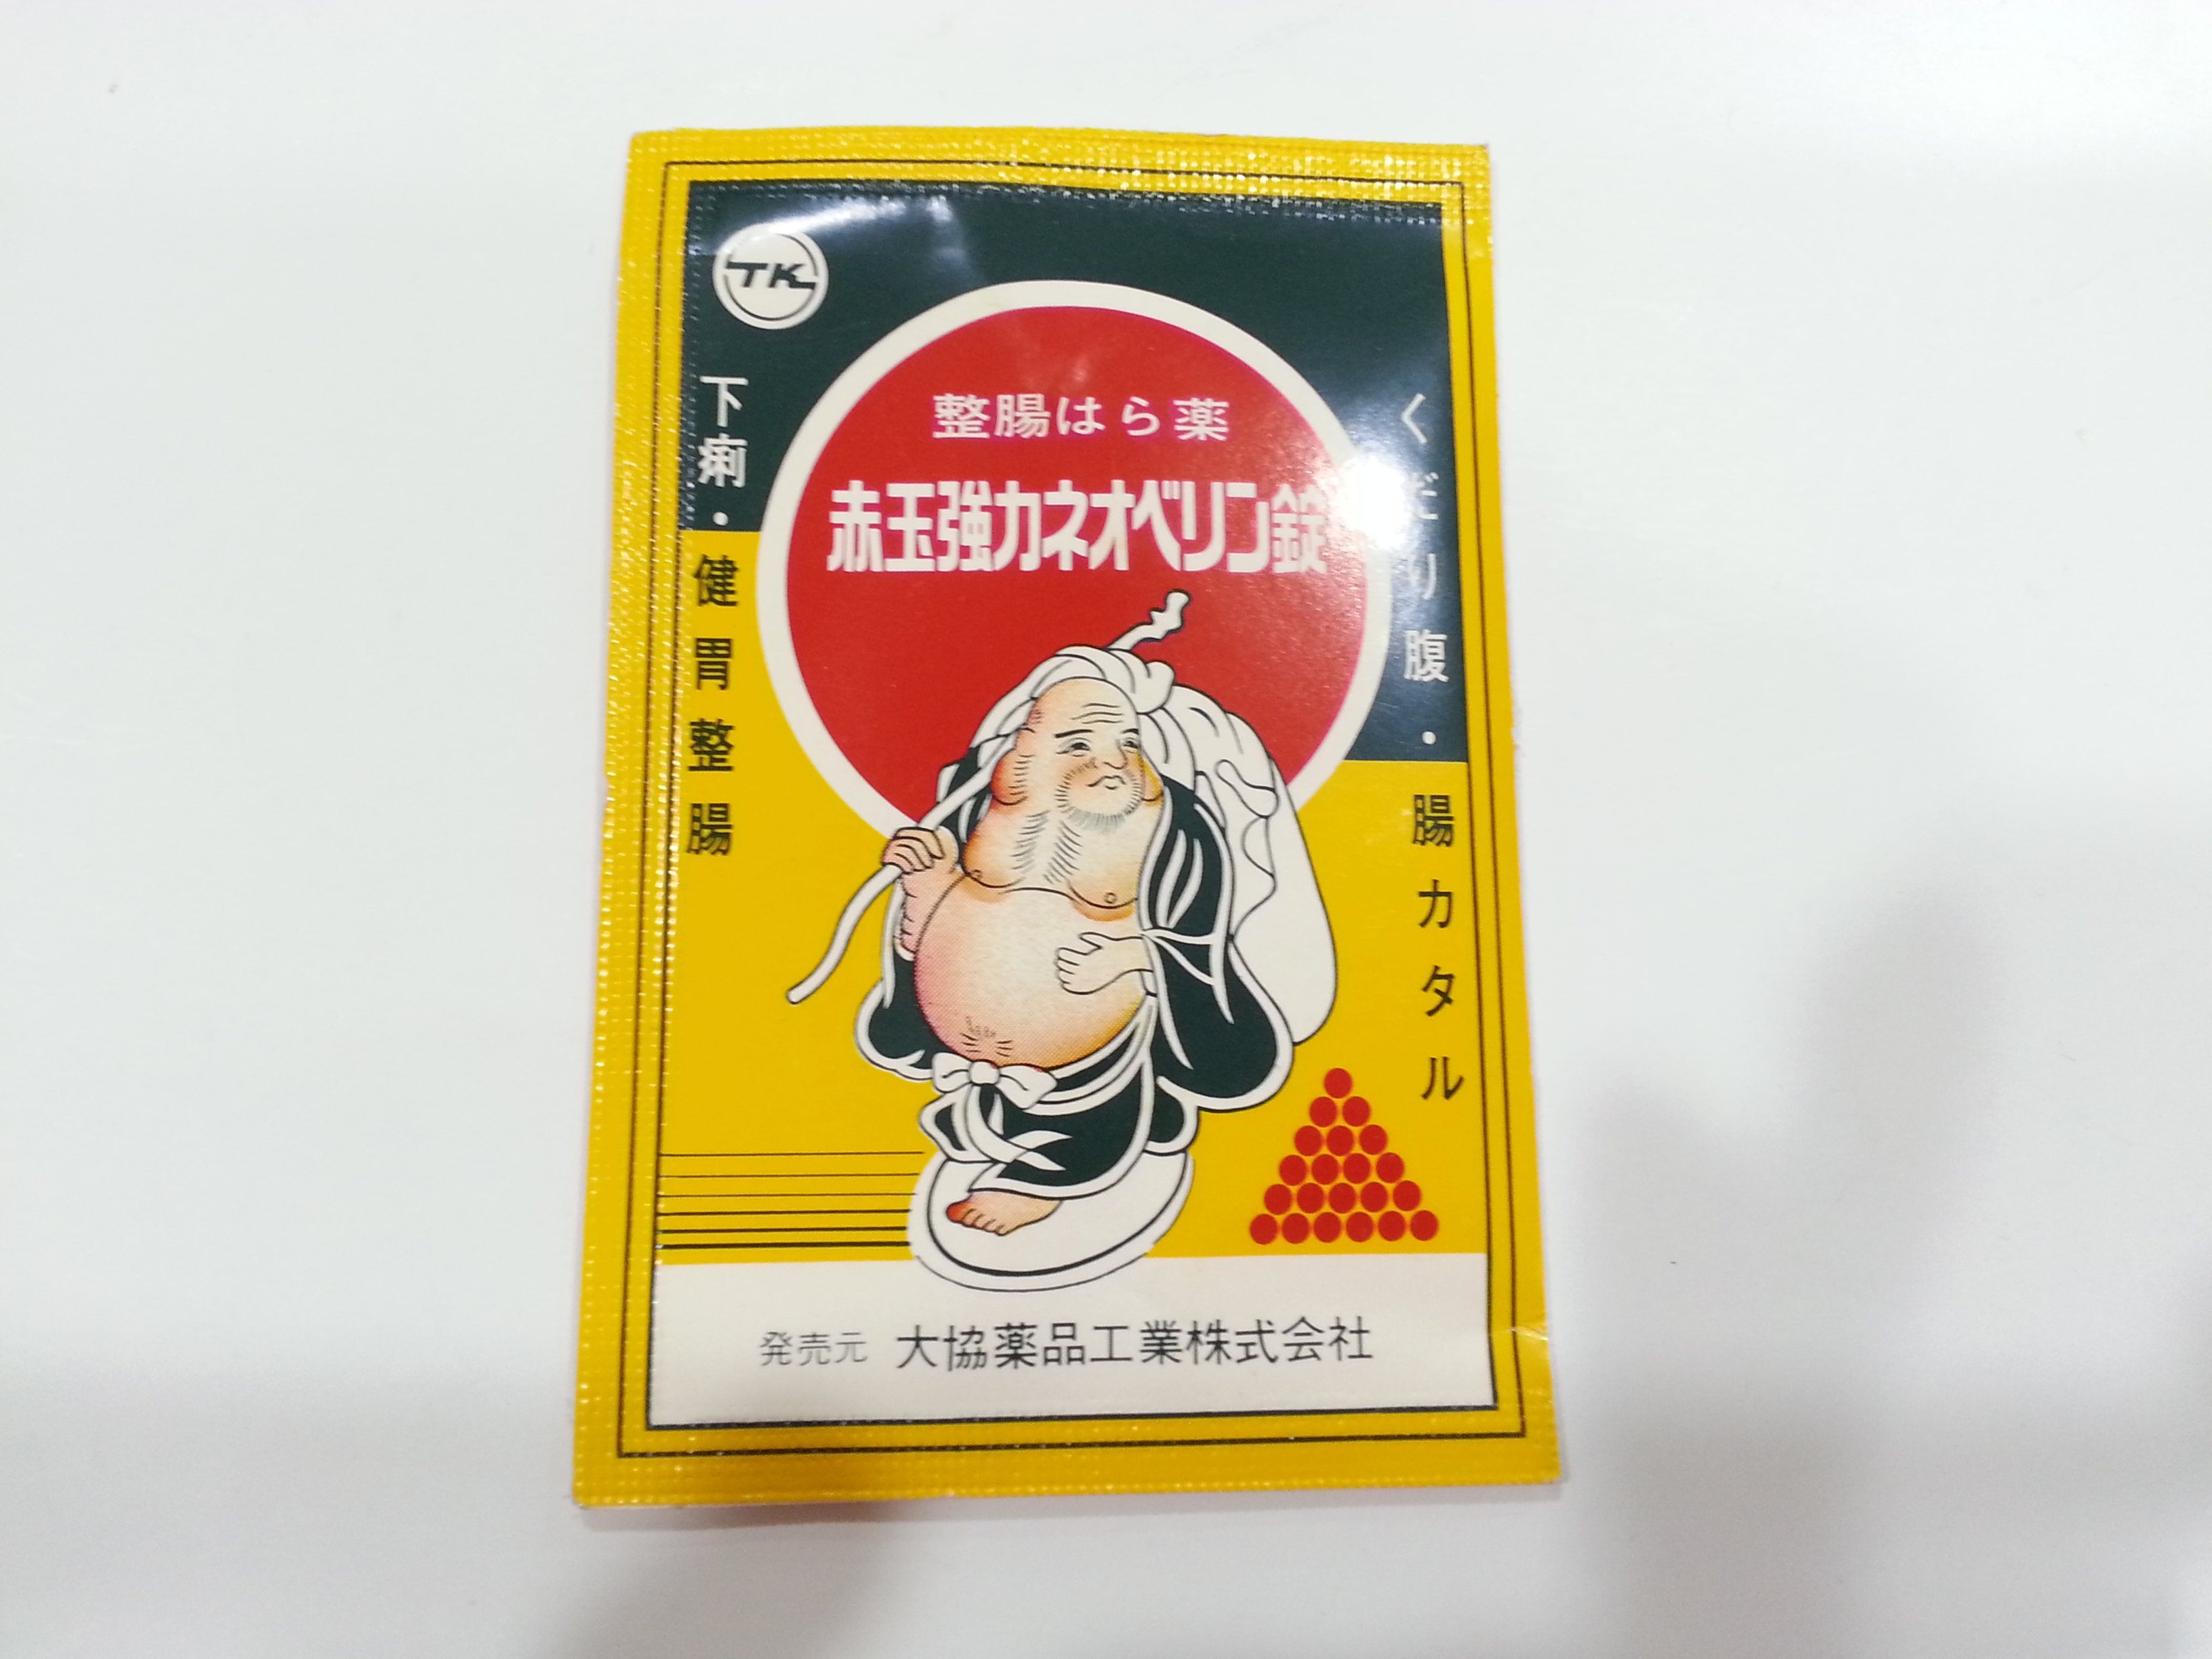 TK
整腸はら薬
赤玉強力ネオベリン錠
くだり腹・腸カタル
下痢・健胃整腸
発売元 大協薬品工業株式会社